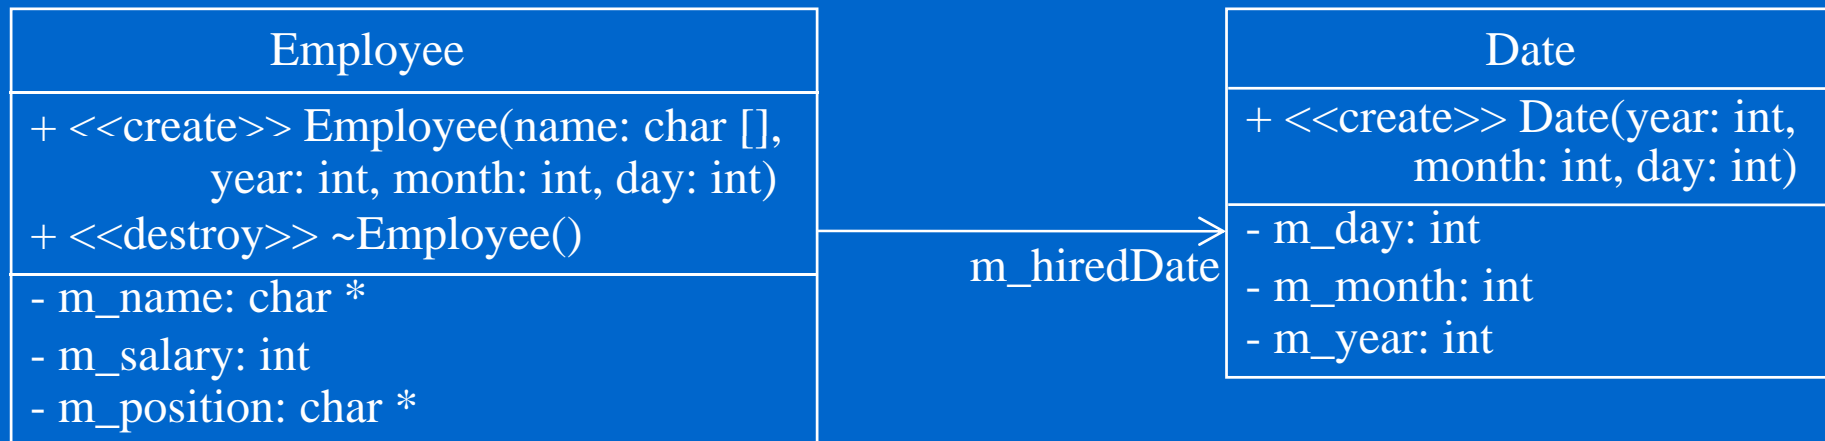 Employee
+ <<create>> Employee(name: char [],
year: int, month: int, day: int)
+ <<destroy>> ~Employee()
- m_name: char *
- m_salary: int
- m_position: char *
m_hiredDate
Date
+ <<create>> Date(year: int,
month: int, day: int)
- m_day: int
- m_month: int
- m_year: int